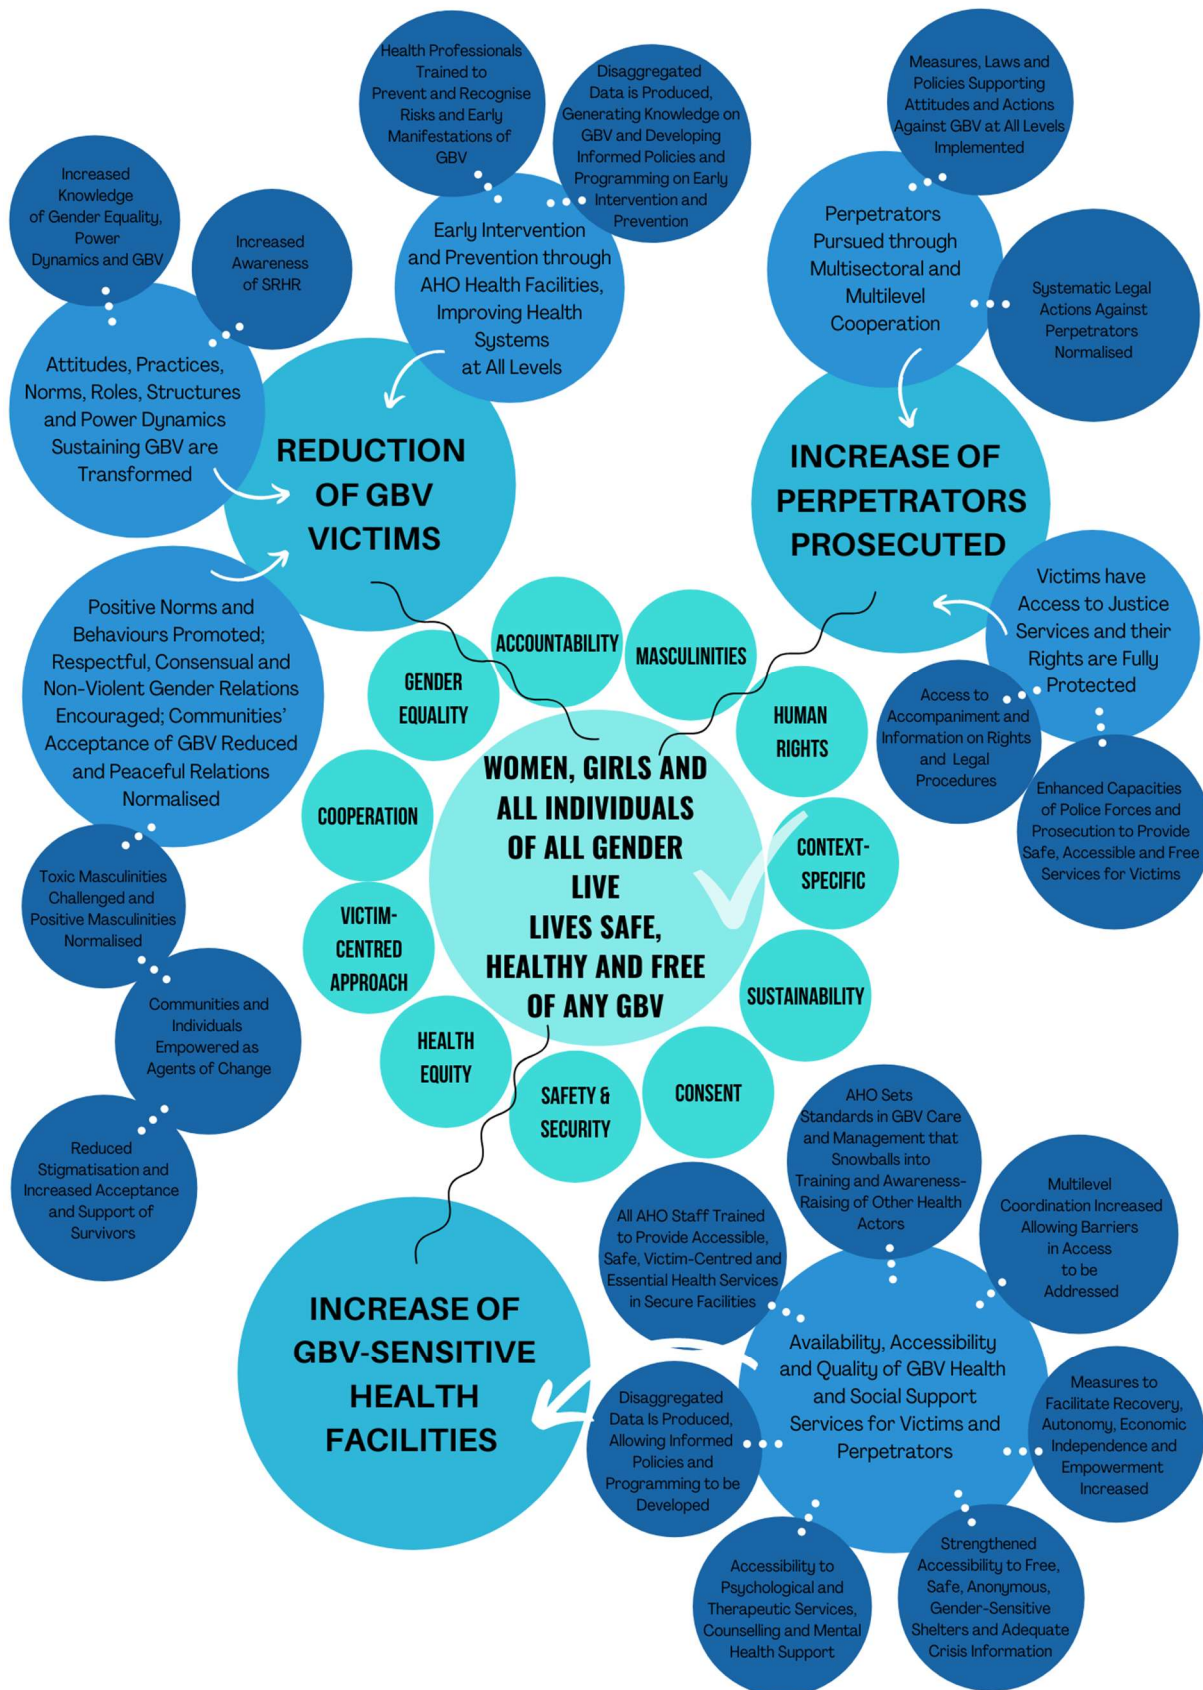 Health Professionals
Trained to
Prevent and Recognise
Risks and Early
Manifestations of
GBV
Disaggregated
Data is Produced,
Generating Knowledge on
GBV and Developing
Informed Policies and
Programming on Early
Intervention and
Prevention
Measures, Laws and
Policies Supporting
Attitudes and Actions
Against GBV at All Levels
Implemented
Increased
Knowledge
of Gender Equality,
Power
Dynamics and GBV
Increased
Awareness
of SRHR
Early Intervention
and Prevention through
AHO Health Facilities,
Improving Health
Systems
at All Levels
Perpetrators
Pursued through
Multisectoral and
Multilevel
Cooperation
Systematic Legal
Actions Against
Perpetrators
Normalised
Attitudes, Practices,
Norms, Roles, Structures
and Power Dynamics
Sustaining GBV are
Transformed
REDUCTION
OF GBV
VICTIMS
INCREASE OF
PERPETRATORS
PROSECUTED
Positive Norms and
Behaviours Promoted;
Respectful, Consensual and
Non-Violent Gender Relations
Encouraged; Communities'
Acceptance of GBV Reduced
and Peaceful Relations
Normalised
Victims have
Access to Justice
Services and their
Rights are Fully
Protected
Access to
Accompaniment and
Information on Rights
and Legal
Procedures
Enhanced Capacities
of Police Forces and
Prosecution to Provide
Safe, Accessible and Free
Services for Victims
ACCOUNTABILITY
MASCULINITIES
GENDER
EQUALITY
HUMAN
RIGHTS
COOPERATION
CONTEXT-
SPECIFIC
VICTIM-
CENTRED
APPROACH
SUSTAINABILITY
HEALTH
EQUITY
SAFETY &
SECURITY
CONSENT
WOMEN, GIRLS AND
ALL INDIVIDUALS
OF ALL GENDER
LIVE
LIVES SAFE,
HEALTHY AND FREE
OF ANY GBV
Toxic Masculinities
Challenged and
Positive Masculinities
Normalised
Communities and
Individuals
Empowered as
Agents of Change
Reduced
Stigmatisation and
Increased Acceptance
and Support of
Survivors
INCREASE OF
GBV-SENSITIVE
HEALTH
FACILITIES
AHO Sets
Standards in GBV Care
and Management that
Snowballs into
Training and Awareness-
Raising of Other Health
Actors
All AHO Staff Trained
to Provide Accessible,
Safe, Victim-Centred and
Essential Health Services
in Secure Facilities
Multilevel
Coordination Increased
Allowing Barriers
in Access
to be
Addressed
Availability, Accessibility
and Quality of GBV Health
and Social Support
Services for Victims and
Perpetrators
Disaggregated
Data Is Produced,
Allowing Informed
Policies and
Programming to be
Developed
Measures to
Facilitate Recovery,
Autonomy, Economic
Independence and
Empowerment
Increased
Accessibility to
Psychological and
Therapeutic Services,
Counselling and Mental
Health Support
Strengthened
Accessibility to Free,
Safe, Anonymous,
Gender-Sensitive
Shelters and Adequate
Crisis Information